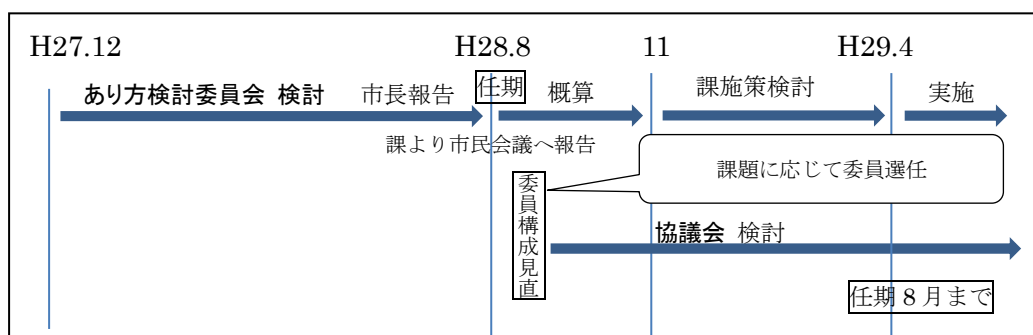 H27.12 H28.8 11 H29.4
あり方検討委員会 検討 市長報告 任期 概算 課施策検討 実施
課より市民会議へ報告
課題に応じて委員選任
委員構成見直
協議会 検討
任期８月まで